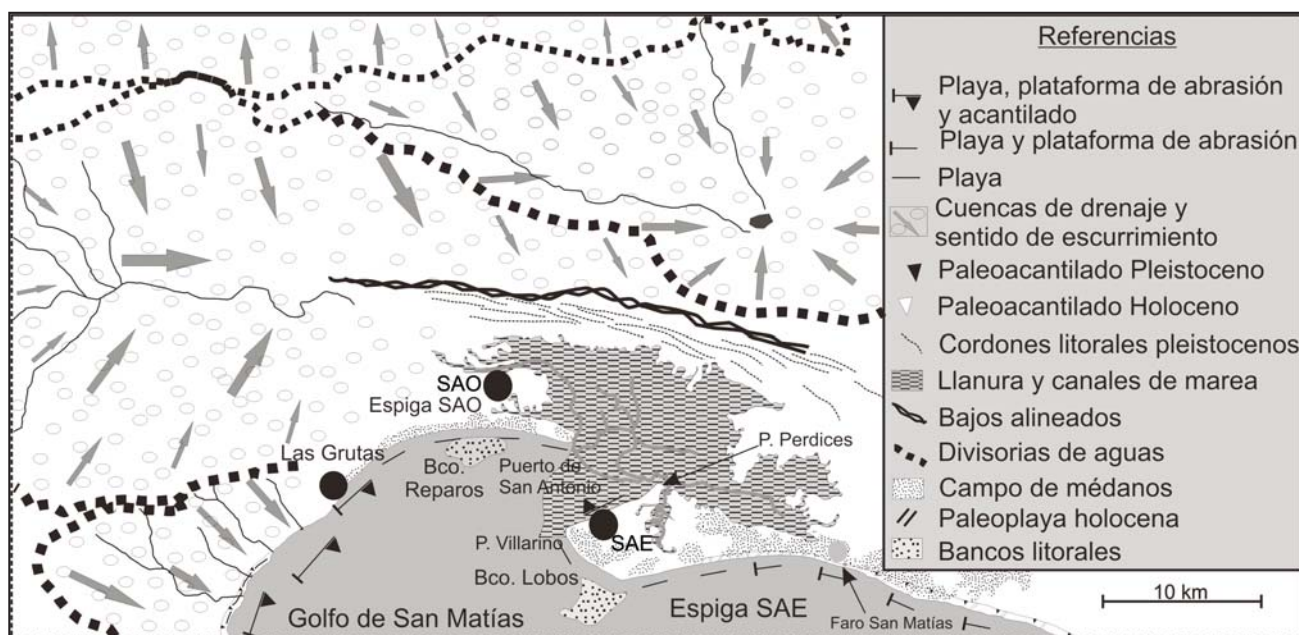 Referencias
Playa, plataforma de abrasión
y acantilado
Playa y plataforma de abrasión
Playa
Cuencas de drenaje y
sentido de escurrimiento
Paleoacantilado Pleistoceno
Paleoacantilado Holoceno
Cordones litorales pleistocenos
Llanura y canales de marea
Bajos alineados
Divisorias de aguas
Campo de médanos
Paleoplaya holocena
Bancos litorales
10 km
SAO
Espiga SAO
Las Grutas
Bco.
Reparos
Puerto de
San Antonio
P. Perdices
P. Villarino
SAE
Bco. Lobos
Golfo de San Matías
Espiga SAE
Faro San Matías